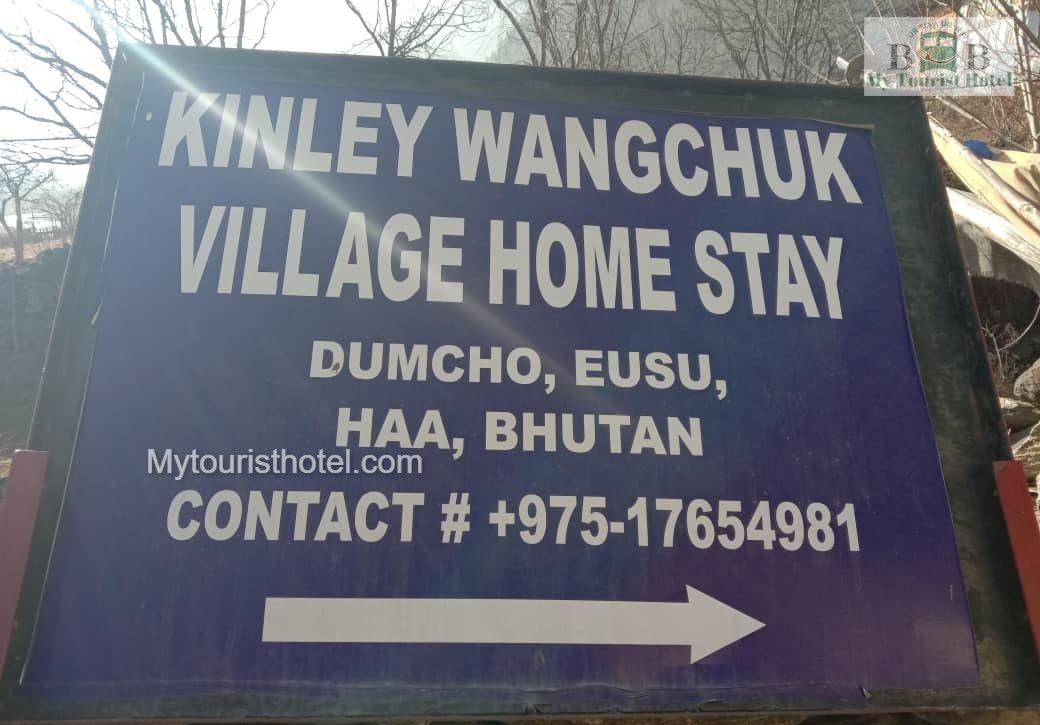 B B
My Tourist Hotel
KINLEY WANGCHUK
VILLAGE HOME STAY
DUMCHO, EUSU,
HAA, BHUTAN
Mytouristhotel.com
CONTACT # +975-17654981